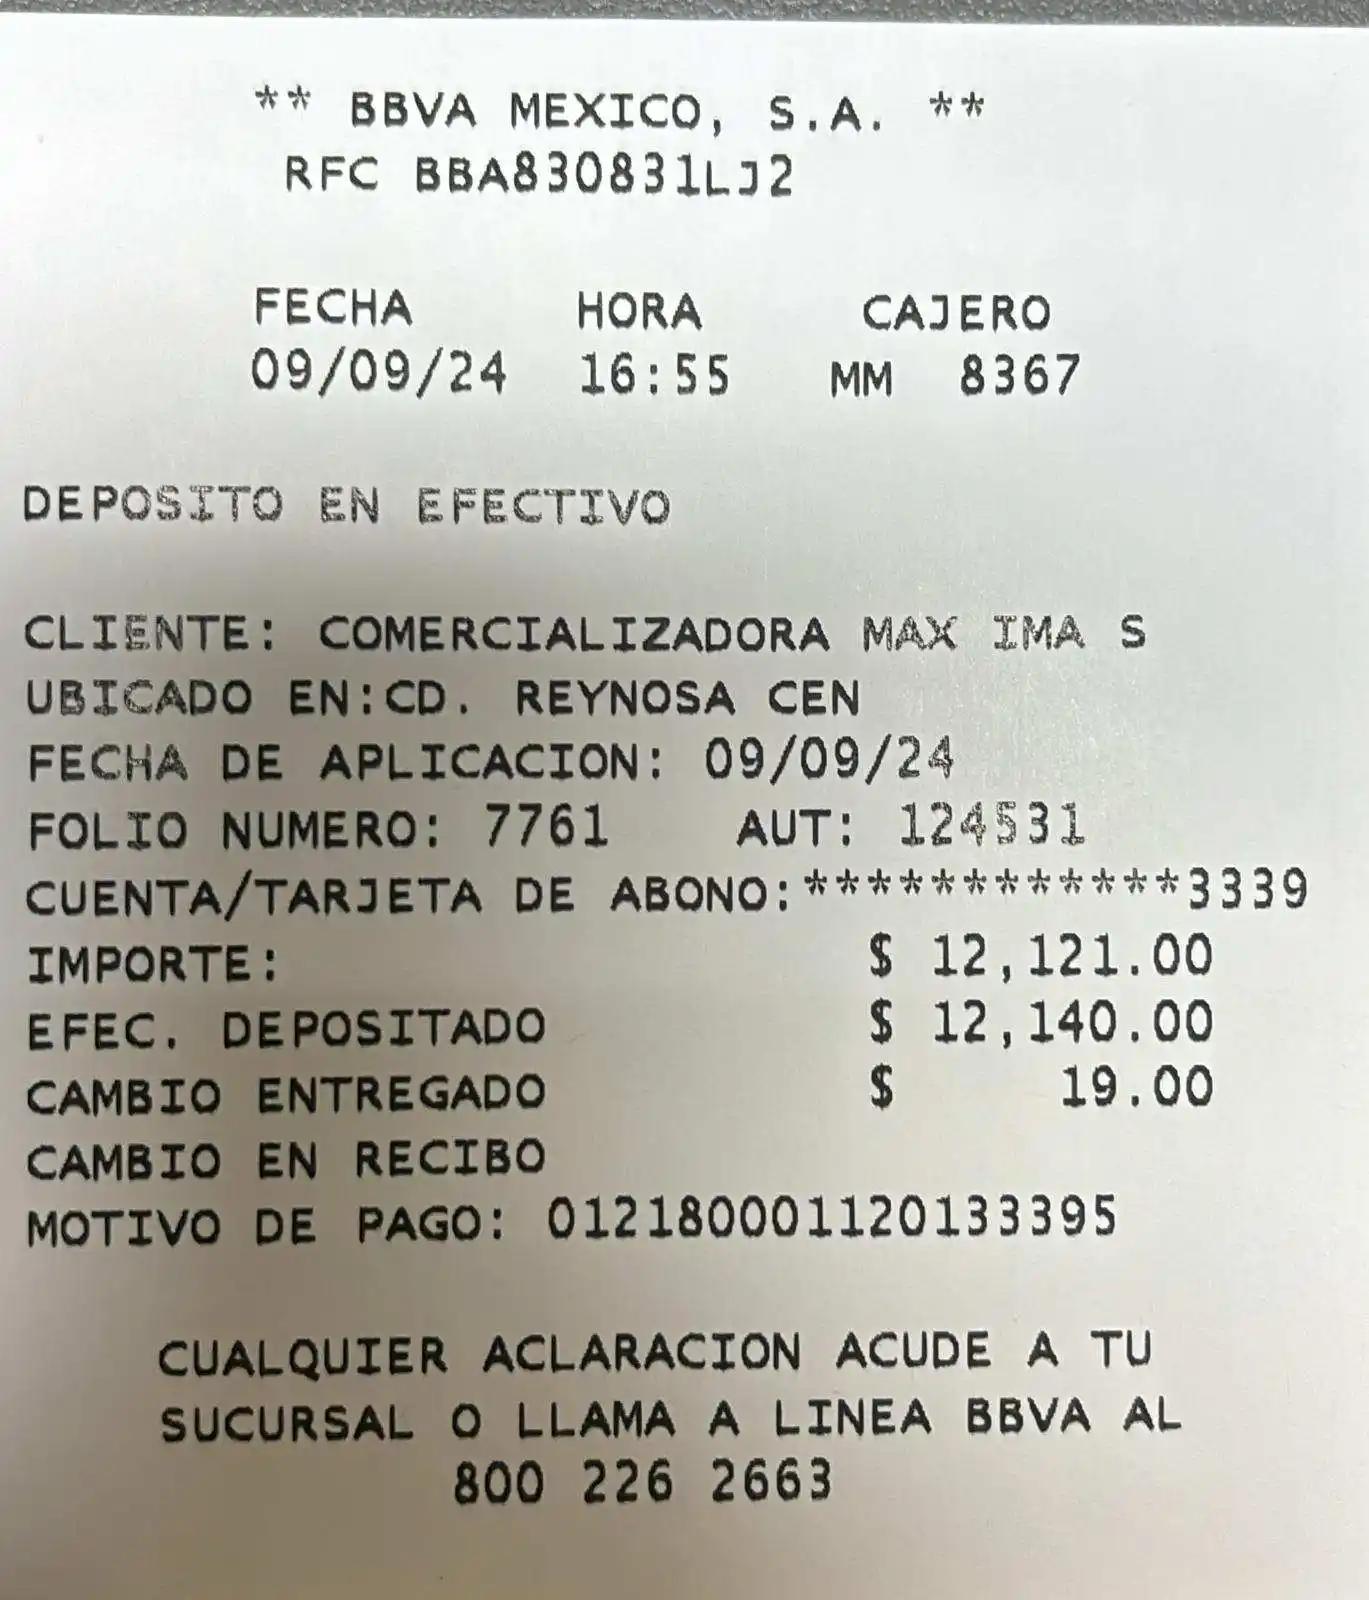 ** BBVA MEXICO, S.A. **
RFC BBA830831LJ2
FECHA HORA CAJERO
09/09/24 16:55 MM 8367
DEPOSITO EN EFECTIVO
CLIENTE: COMERCIALIZADORA MAX IMA S
UBICADO EN:CD. REYNOSA CEN
FECHA DE APLICACION: 09/09/24
FOLIO NUMERO: 7761 AUT: 124531
CUENTA/TARJETA DE ABONO:************3339
IMPORTE: $ 12,121.00
EFEC. DEPOSITADO $ 12,140.00
CAMBIO ENTREGADO $ 19.00
CAMBIO EN RECIBO
MOTIVO DE PAGO: 012180001120133395
CUALQUIER ACLARACION ACUDE A TU
SUCURSAL O LLAMA A LINEA BBVA AL
800 226 2663